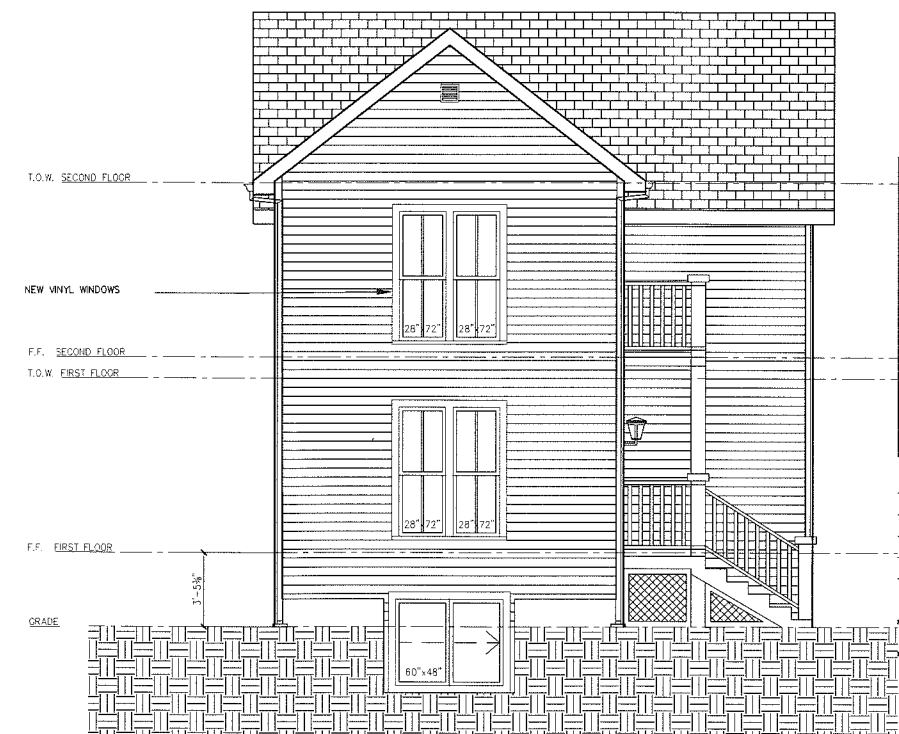 T.O.W. SECOND FLOOR
NEW VINYL WINDOWS
28"x72" 28"x72"
F.F. SECOND FLOOR
T.O.W. FIRST FLOOR
28"x72" 28"x72"
F.F. FIRST FLOOR
3'-5⅜"
GRADE
60"x48"